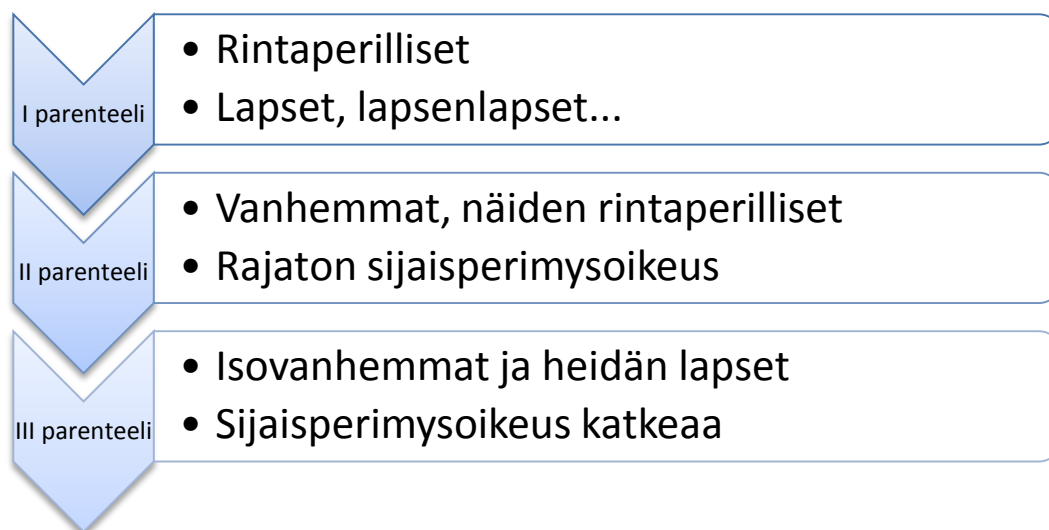 I parenteeli
• Rintaperilliset
• Lapset, lapsenlapset...
II parenteeli
• Vanhemmat, näiden rintaperilliset
• Rajaton sijaisperimysoikeus
III parenteeli
• Isovanhemmat ja heidän lapset
• Sijaisperimysoikeus katkeaa